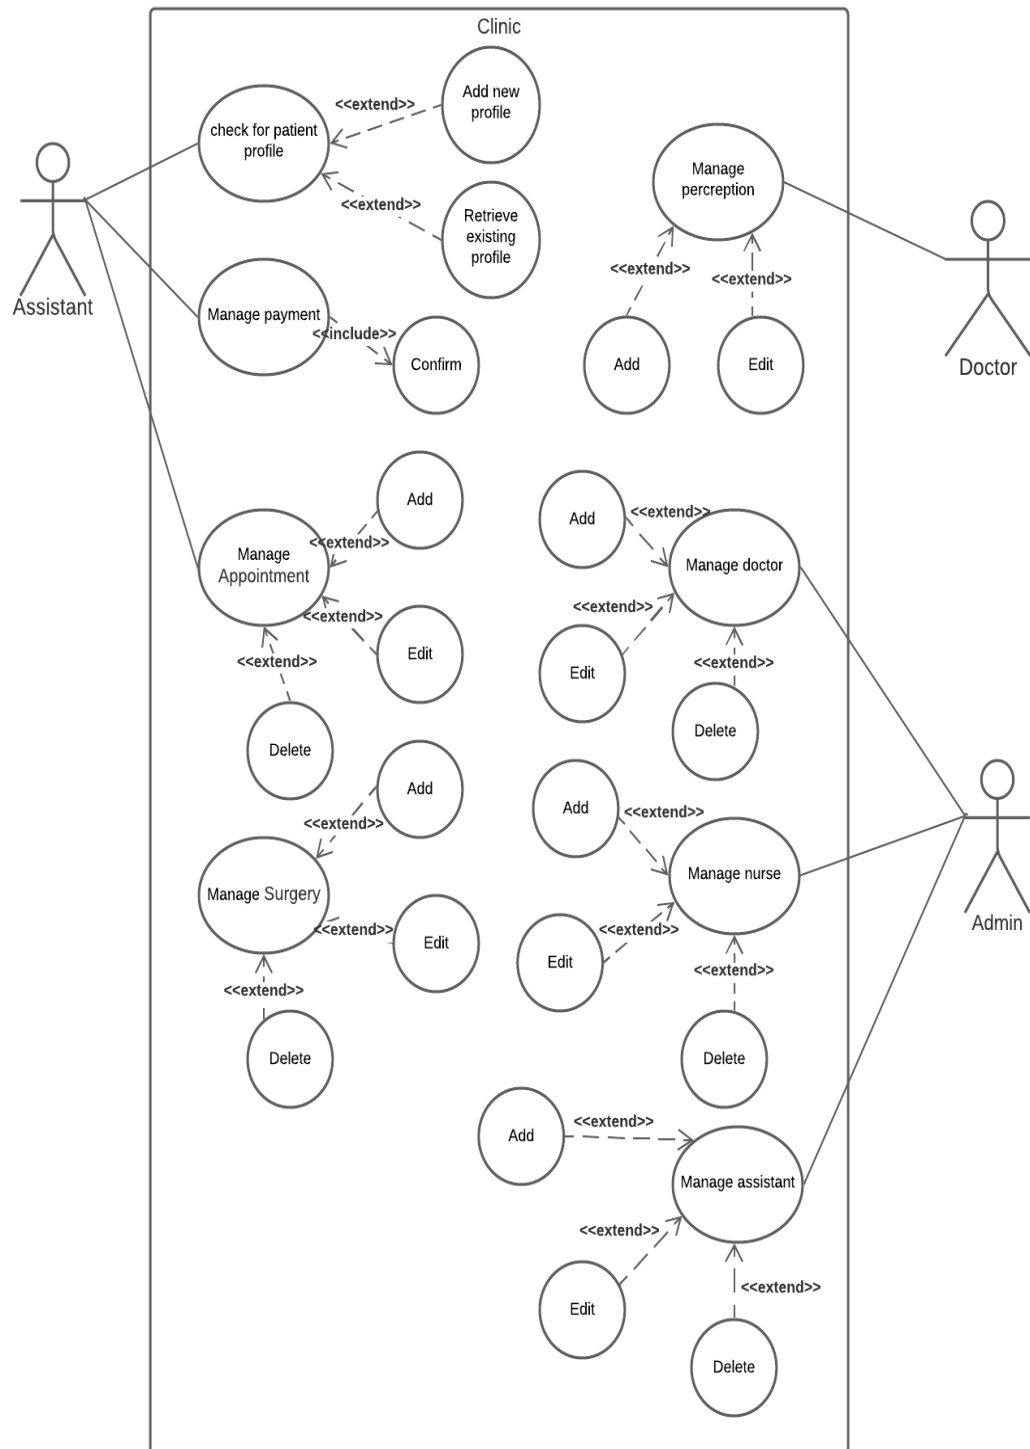 Clinic
Add new
profile
<<extend>>
check for patient
profile
<<extend>>
Retrieve
existing
profile
Manage
percreption
Assistant
Manage payment
<<include>>
Confirm
<<extend>>
<<extend>>
Add
Edit
Doctor
Add
<<extend>>
Manage
Appointment
<<extend>>
Edit
<<extend>>
Delete
Add
<<extend>>
Manage doctor
<<extend>>
Edit
<<extend>>
Delete
Add
<<extend>>
Manage Surgery
<<extend>>
Edit
<<extend>>
Delete
Add
<<extend>>
Manage nurse
<<extend>>
Edit
<<extend>>
Delete
Admin
Add
<<extend>>
Manage assistant
<<extend>>
Edit
<<extend>>
Delete